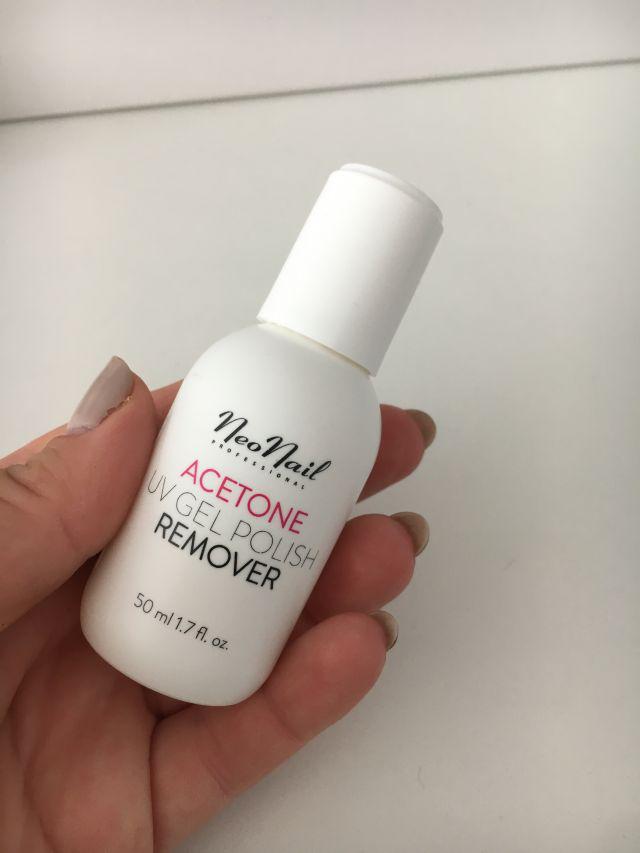 NeoNail
PROFESSIONAL
ACETONE
UV GEL POLISH
REMOVER
50 ml 1.7 fl. oz.